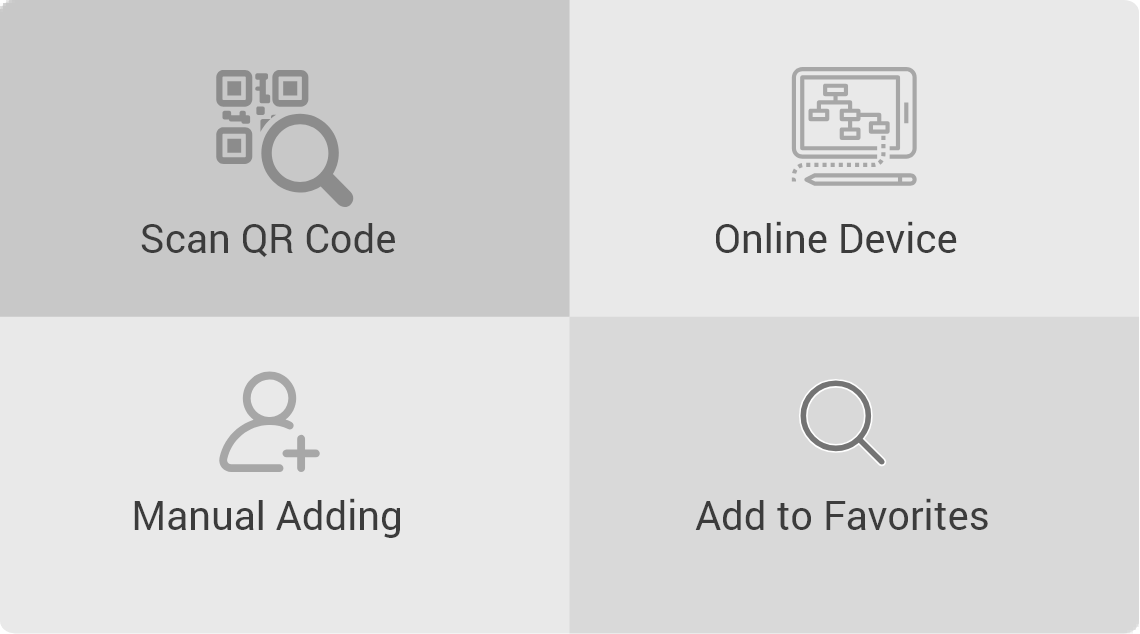 Scan QR Code
Online Device
Manual Adding
Add to Favorites